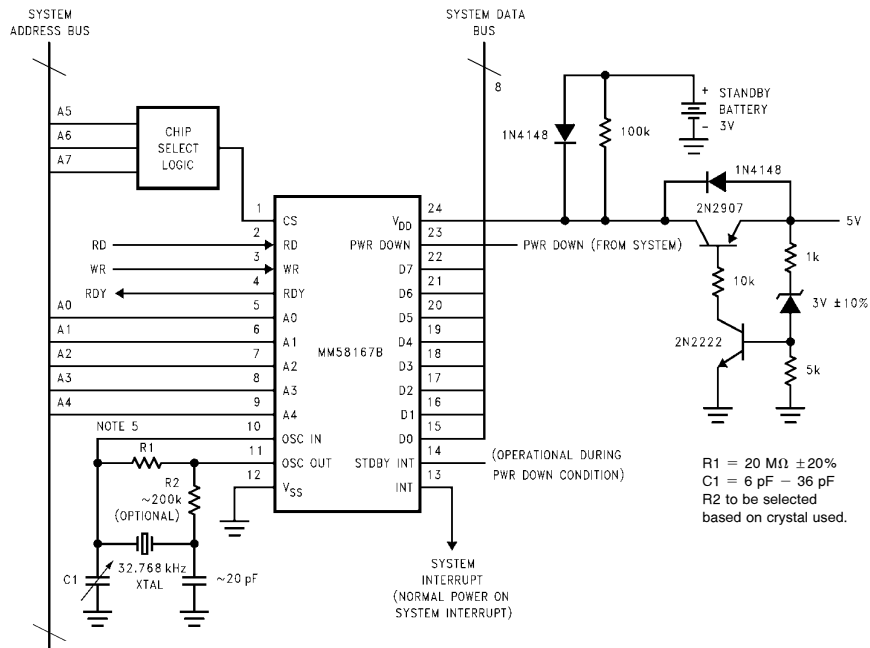 SYSTEM
ADDRESS BUS
SYSTEM DATA
BUS
8
A5
A6
A7
CHIP
SELECT
LOGIC
1N4148
100k
+
-
STANDBY
BATTERY
3V
1N4148
2N2907
5V
1k
10k
3V ±10%
2N2222
5k
1
CS
2
RD
RD
3
WR
WR
4
RDY
RDY
A0
5
A0
A1
6
A1
A2
7
A2
A3
8
A3
A4
9
A4
NOTE 5
10
OSC IN
11
OSC OUT
12
VSS
MM58167B
VDD
24
PWR DOWN
23
PWR DOWN (FROM SYSTEM)
D7
22
D6
21
D5
20
D4
19
D3
18
D2
17
D1
16
D0
15
STDBY INT
14
(OPERATIONAL DURING
PWR DOWN CONDITION)
INT
13
R1
R2
~200k
(OPTIONAL)
C1
32.768 kHz
XTAL
~20 pF
SYSTEM
INTERRUPT
(NORMAL POWER ON
SYSTEM INTERRUPT)
R1 = 20 MΩ ±20%
C1 = 6 pF – 36 pF
R2 to be selected
based on crystal used.